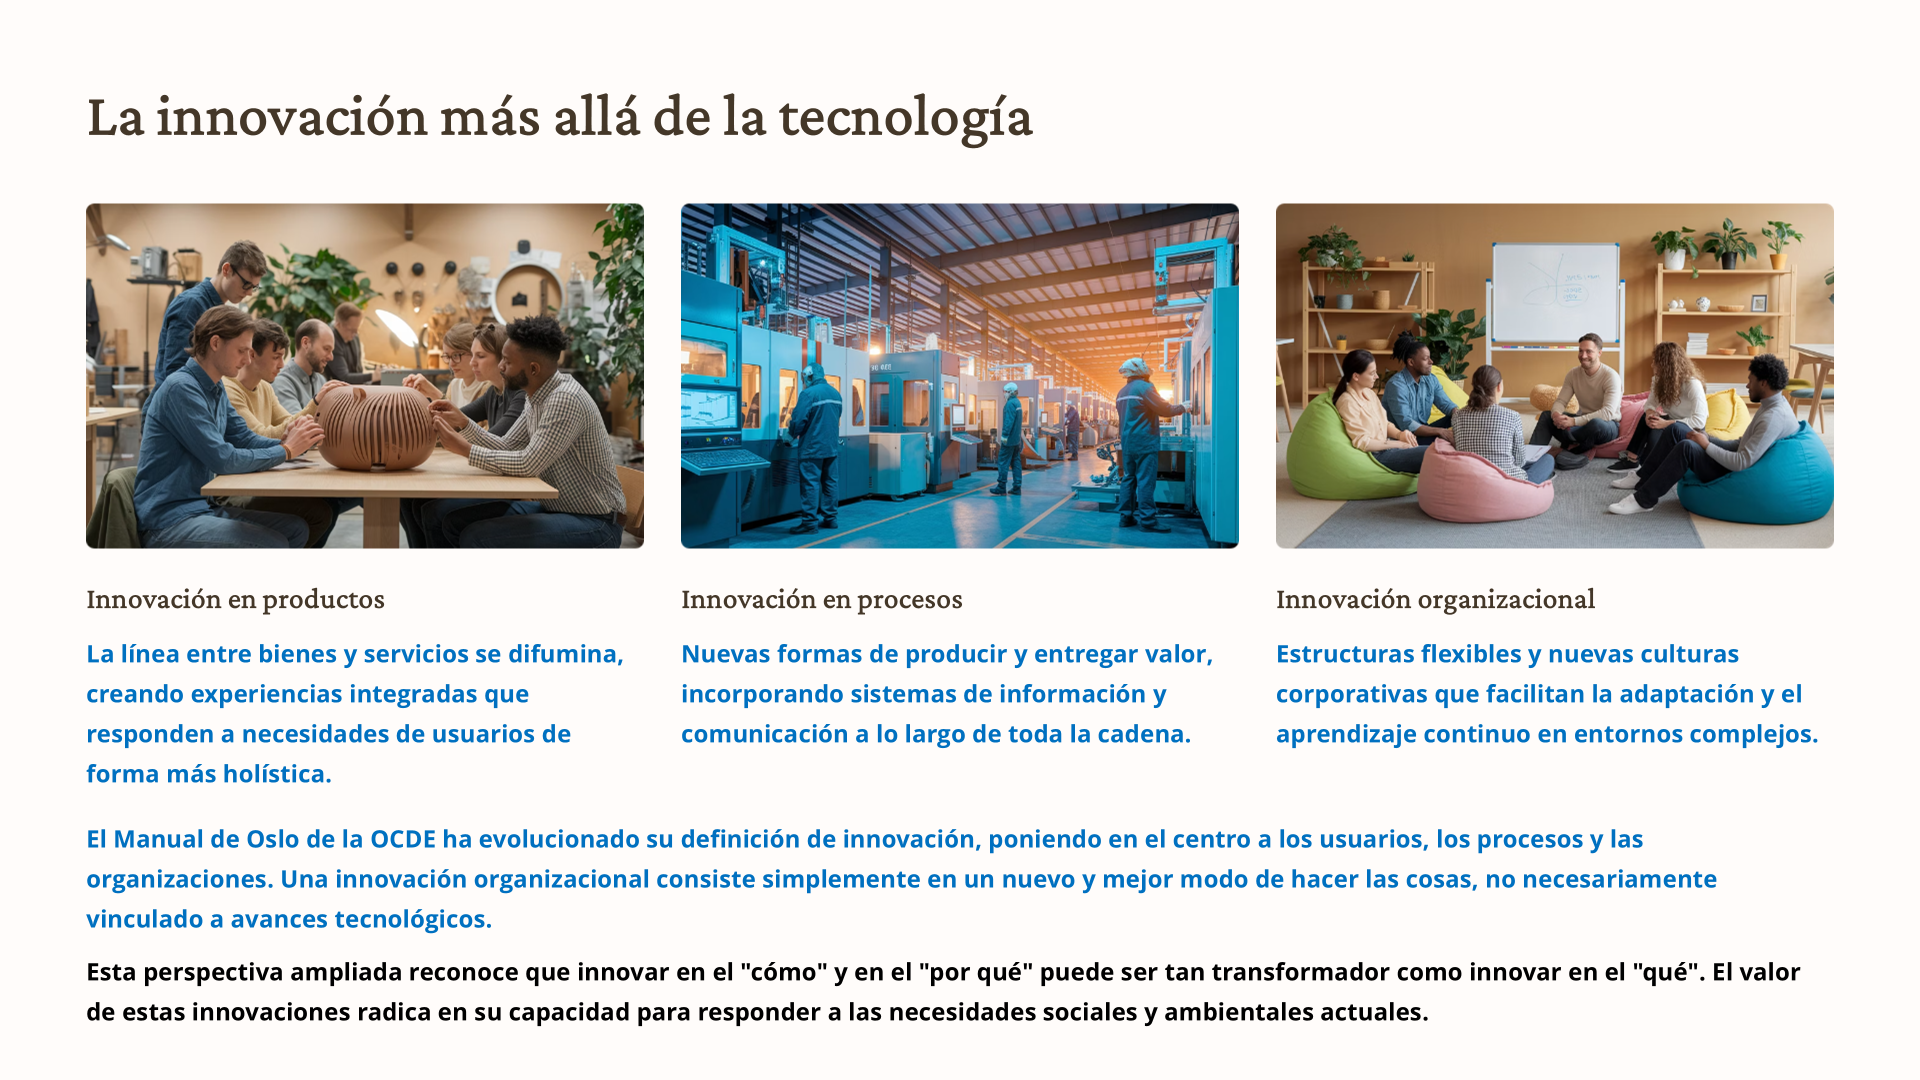 La innovación más allá de la tecnología
Innovación en productos
La línea entre bienes y servicios se difumina,
creando experiencias integradas que
responden a necesidades de usuarios de
forma más holística.
Innovación en procesos
Nuevas formas de producir y entregar valor,
incorporando sistemas de información y
comunicación a lo largo de toda la cadena.
Innovación organizacional
Estructuras flexibles y nuevas culturas
corporativas que facilitan la adaptación y el
aprendizaje continuo en entornos complejos.
El Manual de Oslo de la OCDE ha evolucionado su definición de innovación, poniendo en el centro a los usuarios, los procesos y las
organizaciones. Una innovación organizacional consiste simplemente en un nuevo y mejor modo de hacer las cosas, no necesariamente
vinculado a avances tecnológicos.
Esta perspectiva ampliada reconoce que innovar en el "cómo" y en el "por qué" puede ser tan transformador como innovar en el "qué". El valor
de estas innovaciones radica en su capacidad para responder a las necesidades sociales y ambientales actuales.